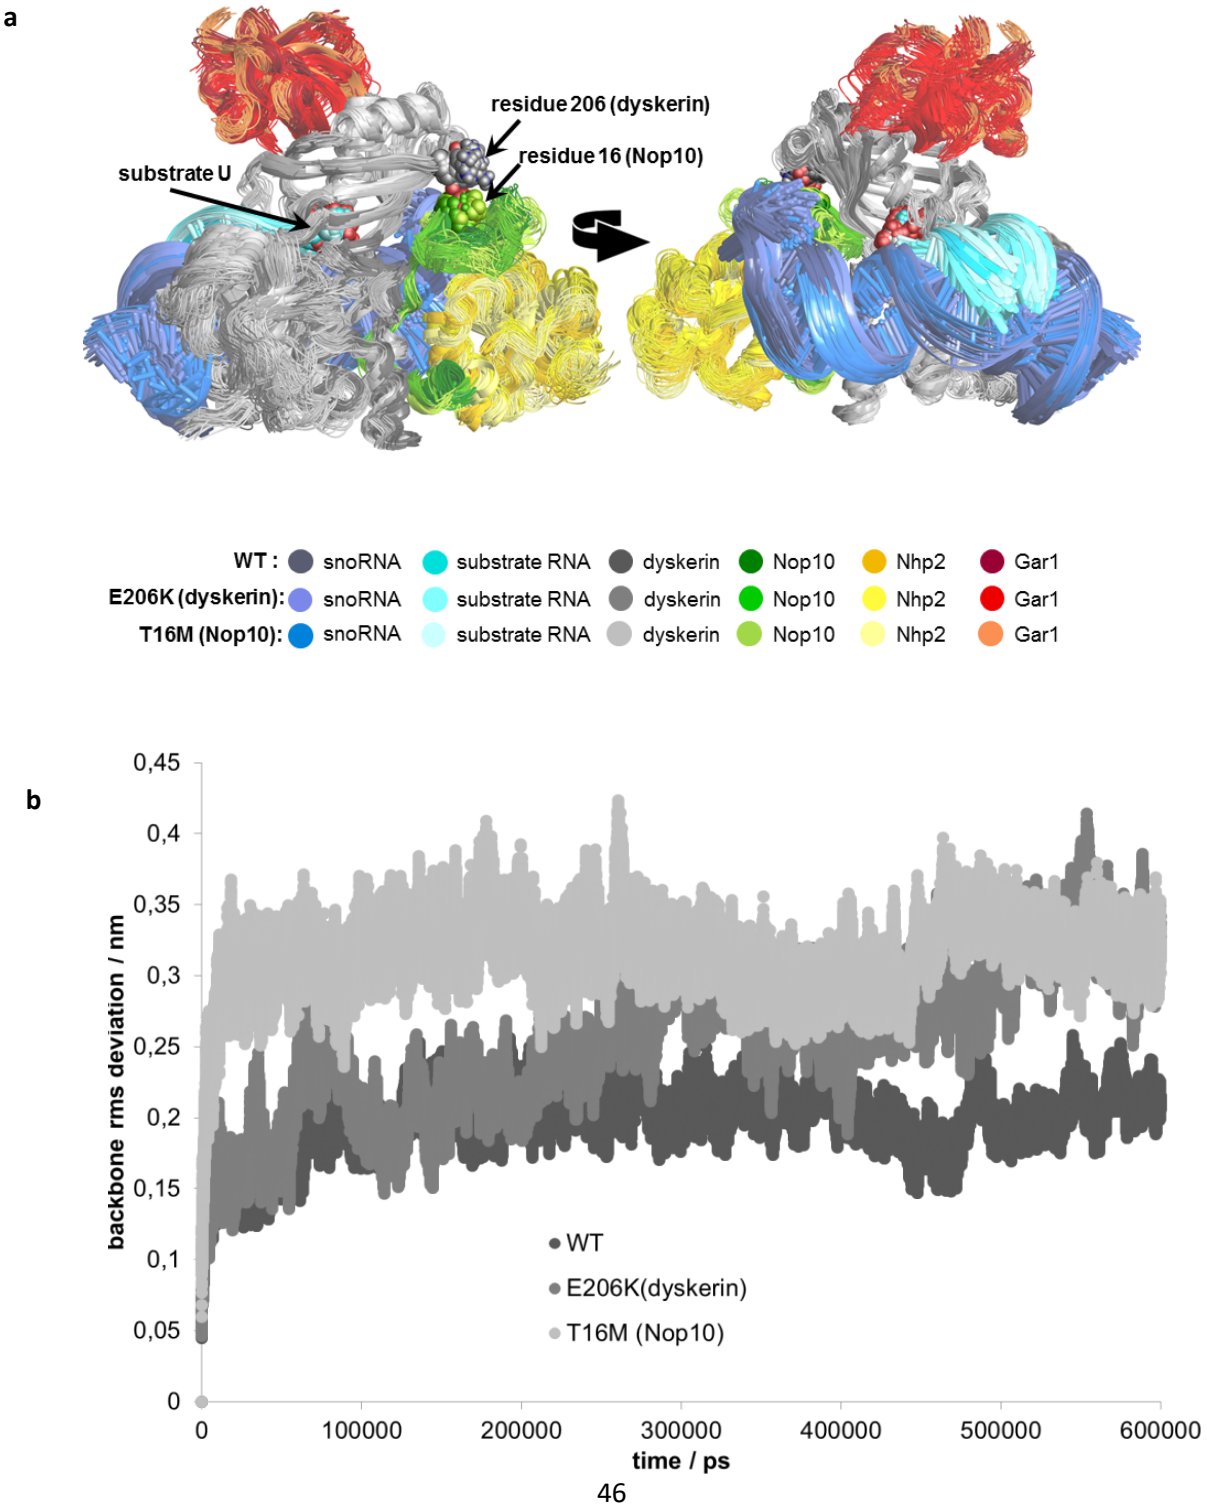 a
residue 206 (dyskerin)
residue 16 (Nop10)
substrate U
WT : snoRNA substrate RNA dyskerin Nop10 Nhp2 Gar1
E206K (dyskerin): snoRNA substrate RNA dyskerin Nop10 Nhp2 Gar1
T16M (Nop10): snoRNA substrate RNA dyskerin Nop10 Nhp2 Gar1
b
backbone rms deviation / nm
0,45
0,4
0,35
0,3
0,25
0,2
0,15
0,1
0,05
0
WT
E206K(dyskerin)
T16M (Nop10)
0 100000 200000 300000 400000 500000 600000
time / ps
46